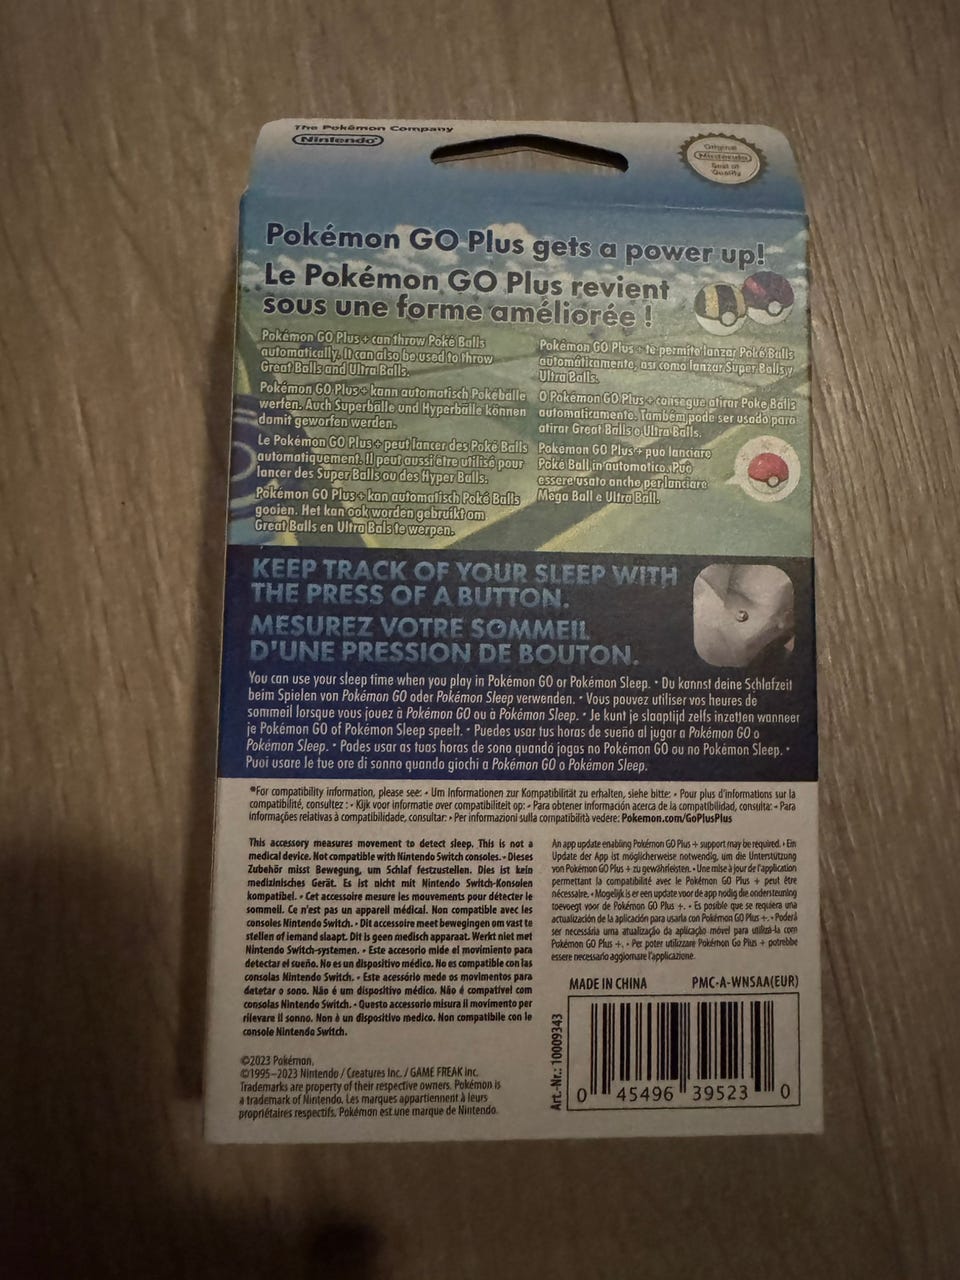 The Pokémon Company
Nintendo
Original
Nintendo
Seal of
Quality
Pokémon GO Plus gets a power up!
Le Pokémon GO Plus revient
sous une forme améliorée !
Pokémon GO Plus + can throw Poké Balls
automatically. It can also be used to throw
Great Balls and Ultra Balls.
Pokémon GO Plus + kann automatisch Pokébälle
werfen. Auch Superbälle und Hyperbälle können
damit geworfen werden.
Le Pokémon GO Plus + peut lancer des Poké Balls
automatiquement. Il peut aussi être utilisé pour
lancer des Super Balls ou des Hyper Balls.
Pokémon GO Plus + kan automatisch Poké Balls
gooien. Het kan ook worden gebruikt om
Great Balls en Ultra Bals te werpen.
Pokémon GO Plus + te permite lanzar Poké Balls
automáticamente, así como lanzar Super Balls y
Ultra Balls.
O Pokémon GO Plus + consegue atirar Poké Balls
automaticamente. Também pode ser usado para
atirar Great Balls e Ultra Balls.
Pokémon GO Plus + può lanciare
Poké Ball in automatico. Può
essere usato anche per lanciare
Mega Ball e Ultra Ball.
KEEP TRACK OF YOUR SLEEP WITH
THE PRESS OF A BUTTON.
MESUREZ VOTRE SOMMEIL
D'UNE PRESSION DE BOUTON.
You can use your sleep time when you play in Pokémon GO or Pokémon Sleep. • Du kannst deine Schlafzeit
beim Spielen von Pokémon GO oder Pokémon Sleep verwenden. • Vous pouvez utiliser vos heures de
sommeil lorsque vous jouez à Pokémon GO ou à Pokémon Sleep. • Je kunt je slaaptijd zelfs inzetten wanneer
je Pokémon GO of Pokémon Sleep speelt. • Puedes usar tus horas de sueño al jugar a Pokémon GO o
Pokémon Sleep. • Podes usar as tuas horas de sono quando jogas no Pokémon GO ou no Pokémon Sleep. •
Puoi usare le tue ore di sonno quando giochi a Pokémon GO o Pokémon Sleep.
*For compatibility information, please see: • Um Informationen zur Kompatibilität zu erhalten, siehe bitte: • Pour plus d'informations sur la
compatibilité, consultez : • Kijk voor informatie over compatibiliteit op: • Para obtener información acerca de la compatibilidad, consulta: • Para
informações relativas à compatibilidade, consultar: • Per informazioni sulla compatibilità vedere: Pokemon.com/GoPlusPlus
This accessory measures movement to detect sleep. This is not a
medical device. Not compatible with Nintendo Switch consoles. • Dieses
Zubehör misst Bewegung, um Schlaf festzustellen. Dies ist kein
medizinisches Gerät. Es ist nicht mit Nintendo Switch-Konsolen
kompatibel. • Cet accessoire mesure les mouvements pour détecter le
sommeil. Ce n'est pas un appareil médical. Non compatible avec les
consoles Nintendo Switch. • Dit accessoire meet bewegingen om vast te
stellen of iemand slaapt. Dit is geen medisch apparaat. Werkt niet met
Nintendo Switch-systemen. • Este accesorio mide el movimiento para
detectar el sueño. No es un dispositivo médico. No es compatible con las
consolas Nintendo Switch. • Este acessório mede os movimentos para
detetar o sono. Não é um dispositivo médico. Não é compatível com
consolas Nintendo Switch. • Questo accessorio misura il movimento per
rilevare il sonno. Non è un dispositivo medico. Non compatibile con le
console Nintendo Switch.
An app update enabling Pokémon GO Plus + support may be required. • Ein
Update der App ist möglicherweise notwendig, um die Unterstützung
von Pokémon GO Plus + zu gewährleisten. • Une mise à jour de l'application
permettant la compatibilité avec le Pokémon GO Plus + peut être
nécessaire. • Mogelijk is er een update voor de app nodig die ondersteuning
toevoegt voor de Pokémon GO Plus +. • Es posible que se requiera una
actualización de la aplicación para usarla con Pokémon GO Plus +. • Poderá
ser necessária uma atualização da aplicação móvel para utilizá-la com
Pokémon GO Plus +. • Per poter utilizzare Pokémon Go Plus + potrebbe
essere necessario aggiornare l'applicazione.
MADE IN CHINA PMC-A-WNSAA(EUR)
Art.-Nr.: 10009343
0 45496 39523 0
©2023 Pokémon.
©1995–2023 Nintendo / Creatures Inc. / GAME FREAK inc.
Trademarks are property of their respective owners. Pokémon is
a trademark of Nintendo. Les marques appartiennent à leurs
propriétaires respectifs. Pokémon est une marque de Nintendo.